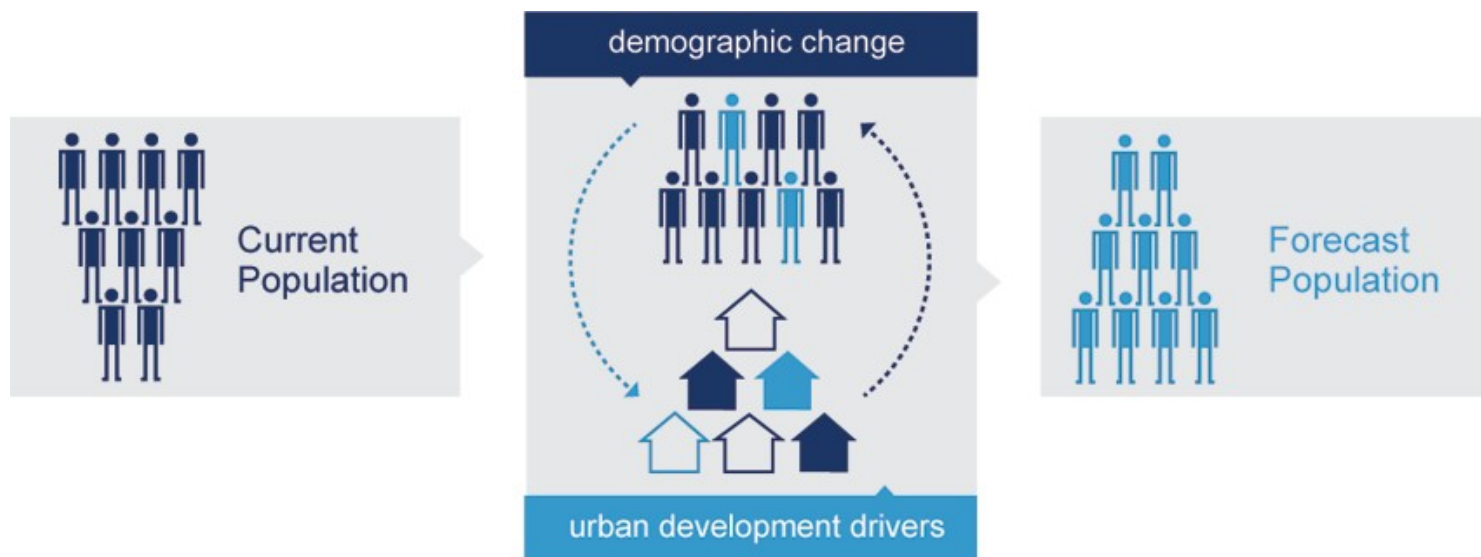 demographic change
Current
Population
Forecast
Population
urban development drivers